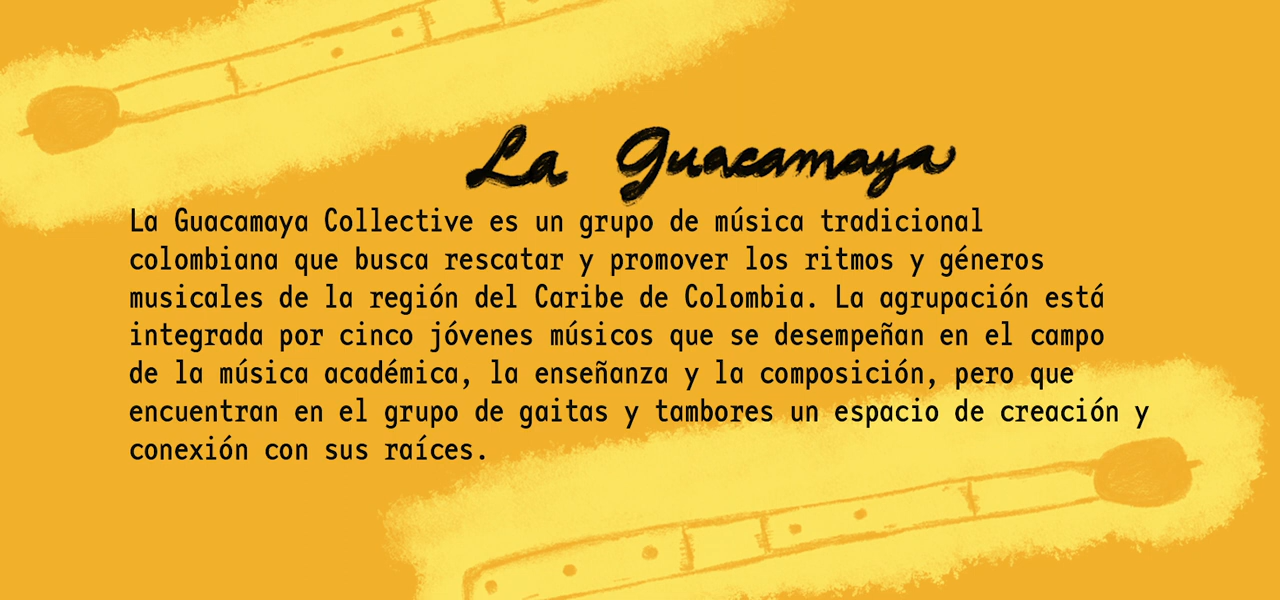 La Guacamaya
La Guacamaya Collective es un grupo de música tradicional
colombiana que busca rescatar y promover los ritmos y géneros
musicales de la región del Caribe de Colombia. La agrupación está
integrada por cinco jóvenes músicos que se desempeñan en el campo
de la música académica, la enseñanza y la composición, pero que
encuentran en el grupo de gaitas y tambores un espacio de creación y
conexión con sus raíces.